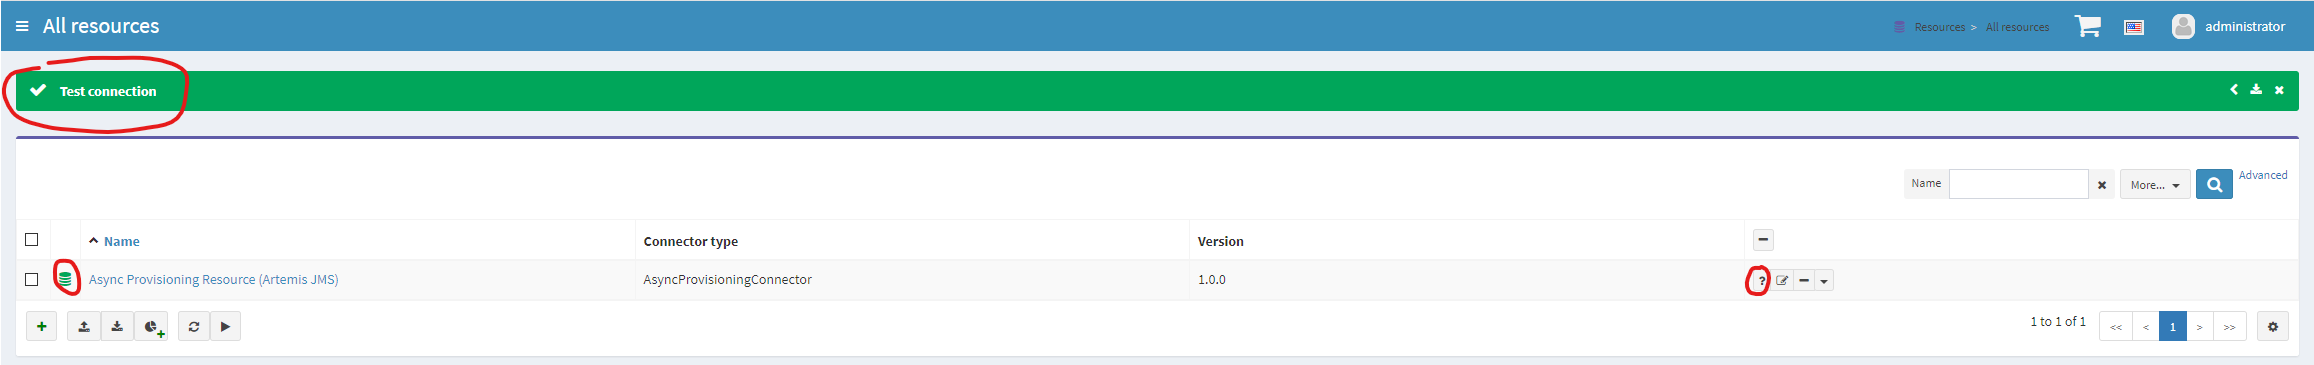 All resources
Resources > All resources
administrator
Test connection
Name
More...
Advanced
Name Connector type Version
Async Provisioning Resource (Artemis JMS) AsyncProvisioningConnector 1.0.0
?
1 to 1 of 1 << < 1 > >>